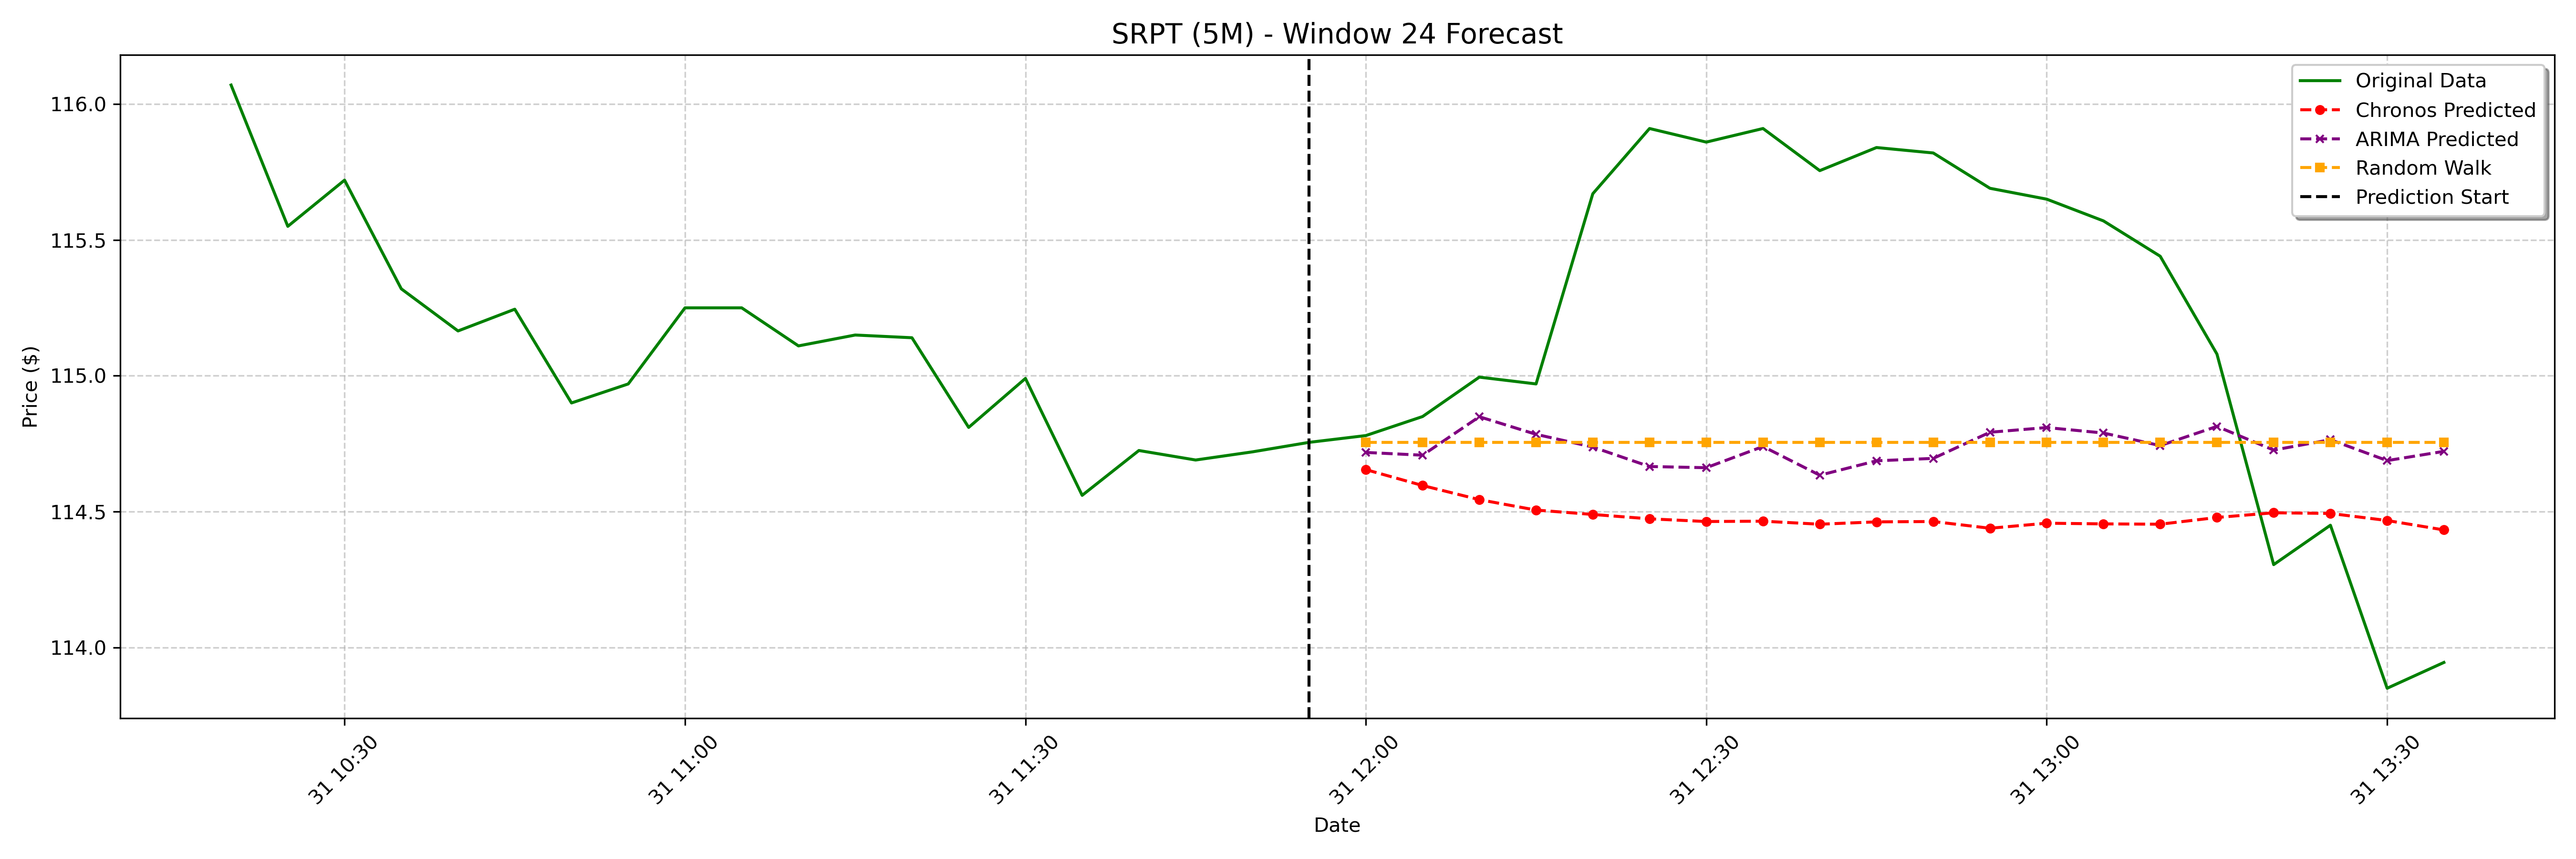 SRPT (5M) - Window 24 Forecast
Original Data
Chronos Predicted
ARIMA Predicted
Random Walk
Prediction Start
Price ($)
116.0
115.5
115.0
114.5
114.0
31 10:30
31 11:00
31 11:30
31 12:00
31 12:30
31 13:00
31 13:30
Date